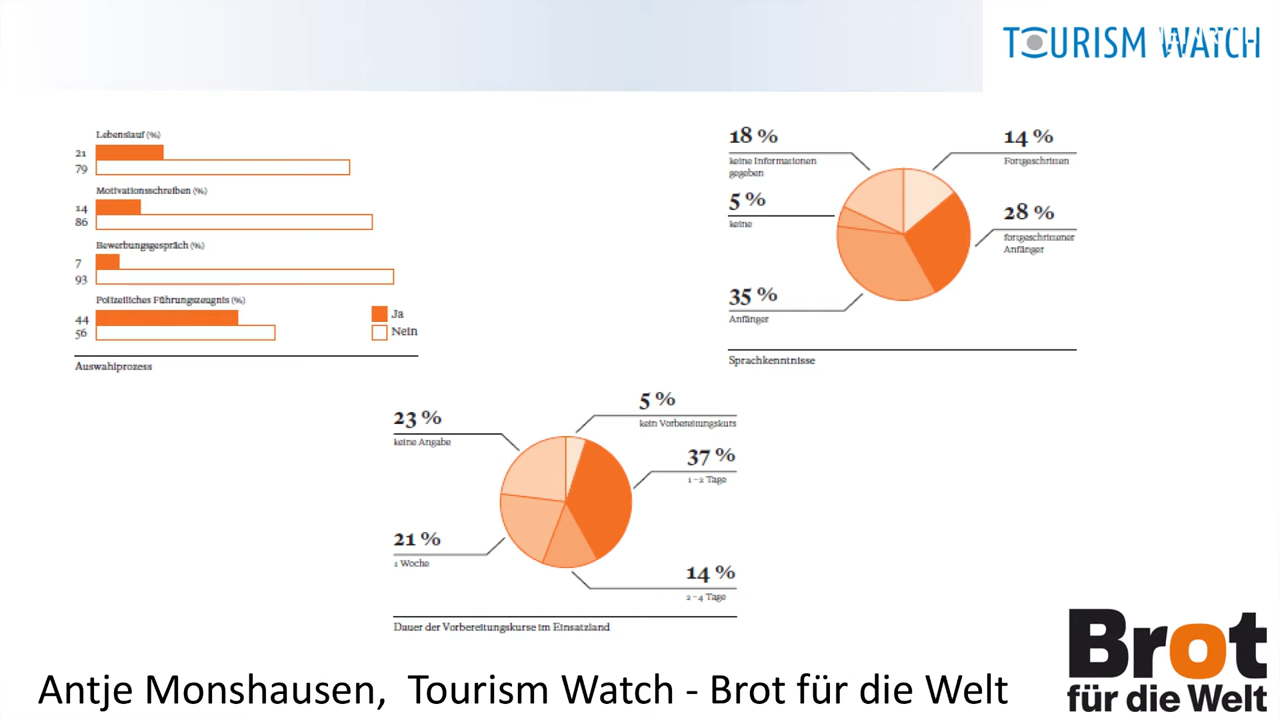 TOURISM WATCH
Lebenslauf (%)
21
79
Motivationsschreiben (%)
14
86
Bewerbungsgespräch (%)
7
93
Polizeiliches Führungszeugnis (%)
44
56
Ja
Nein
Auswahlprozess
18 %
keine Informationen
gegeben
5 %
keine
35 %
Anfänger
14 %
Fortgeschritten
28 %
fortgeschrittener
Anfänger
Sprachkenntnisse
23 %
keine Angabe
21 %
1 Woche
5 %
kein Vorbereitungskurs
37 %
1–2 Tage
14 %
2–4 Tage
Dauer der Vorbereitungskurse im Einsatzland
Antje Monshausen, Tourism Watch - Brot für die Welt
Brot
für die Welt